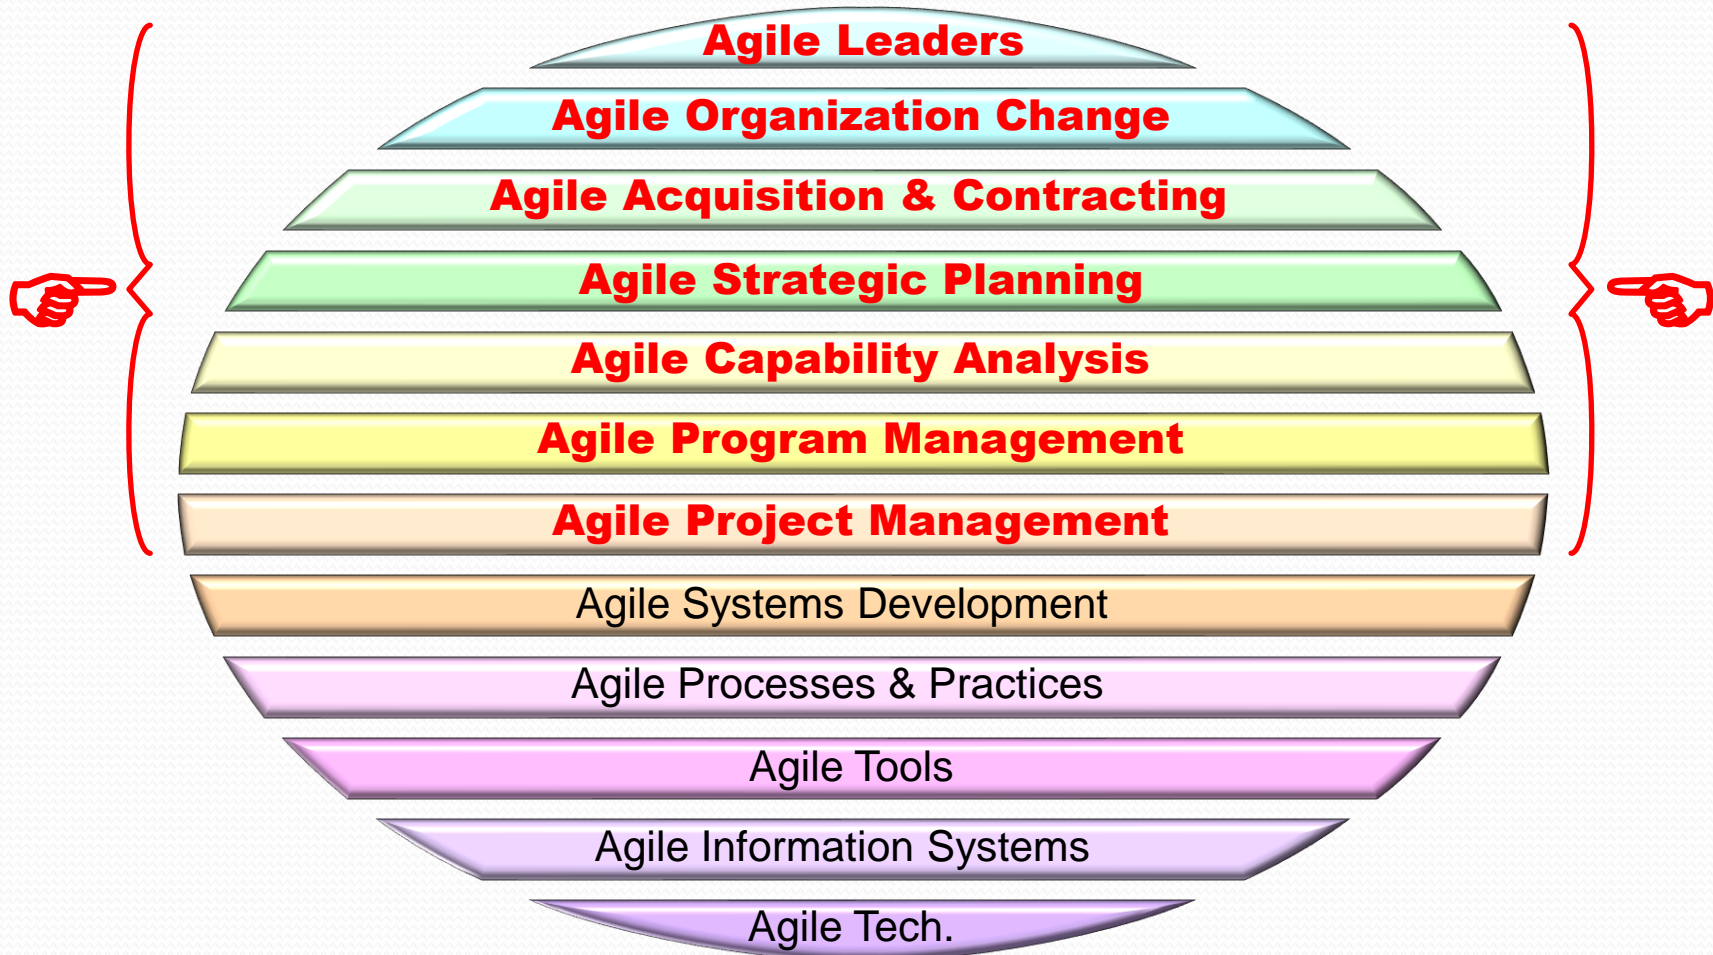 Agile Leaders
Agile Organization Change
Agile Acquisition & Contracting
Agile Strategic Planning
Agile Capability Analysis
Agile Program Management
Agile Project Management
Agile Systems Development
Agile Processes & Practices
Agile Tools
Agile Information Systems
Agile Tech.